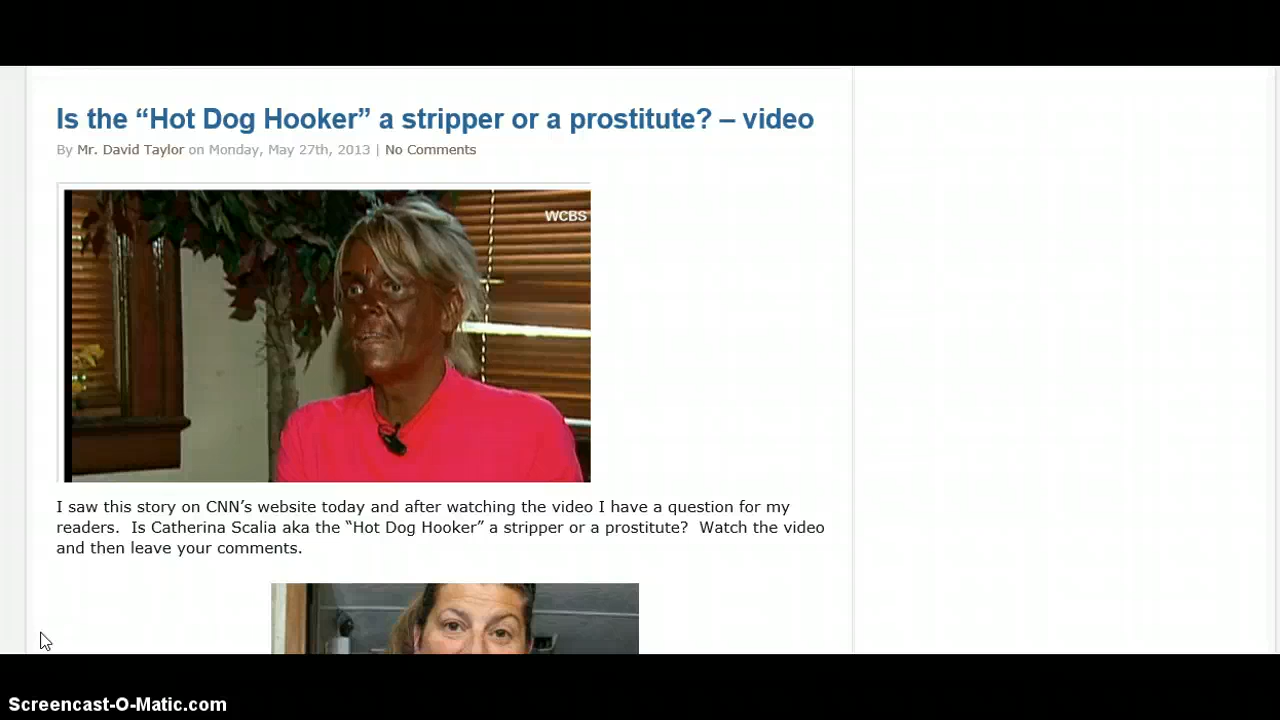 Is the “Hot Dog Hooker” a stripper or a prostitute? – video
By Mr. David Taylor on Monday, May 27th, 2013 | No Comments
WCBS
I saw this story on CNN’s website today and after watching the video I have a question for my
readers.  Is Catherina Scalia aka the “Hot Dog Hooker” a stripper or a prostitute?  Watch the video
and then leave your comments.
Screencast-O-Matic.com